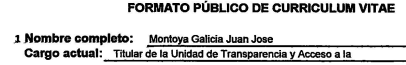 FORMATO PÚBLICO DE CURRICULUM VITAE
1 Nombre completo: Montoya Galicia Juan Jose
Cargo actual: Titular de la Unidad de Transparencia y Acceso a la